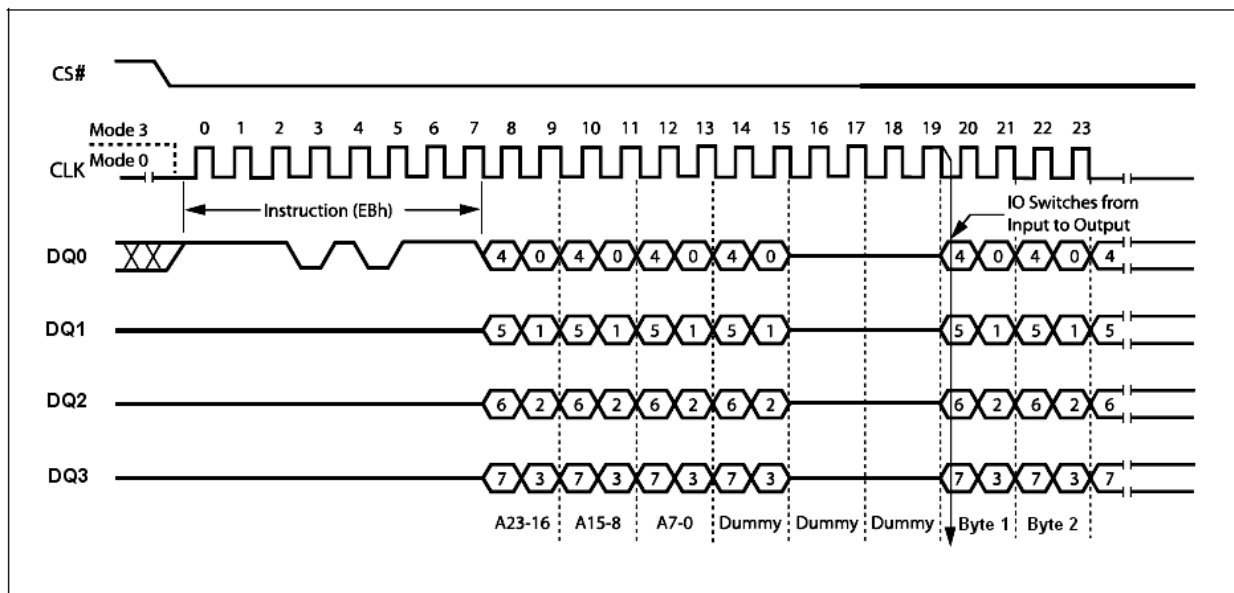 CS#
Mode 3
0 1 2 3 4 5 6 7 8 9 10 11 12 13 14 15 16 17 18 19 20 21 22 23
Mode 0
CLK
Instruction (EBh)
IO Switches from
Input to Output
DQ0 4 0 4 0 4 0 4 0 4 0 4 0 4
DQ1 5 1 5 1 5 1 5 1 5 1 5 1 5
DQ2 6 2 6 2 6 2 6 2 6 2 6 2 6
DQ3 7 3 7 3 7 3 7 3 7 3 7 3 7
A23-16 A15-8 A7-0 Dummy Dummy Dummy Byte 1 Byte 2